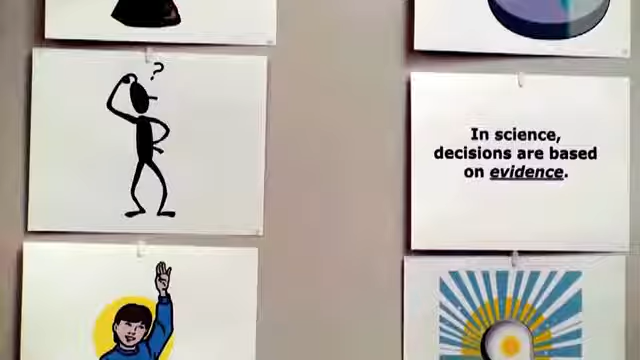 ?
In science,
decisions are based
on evidence.